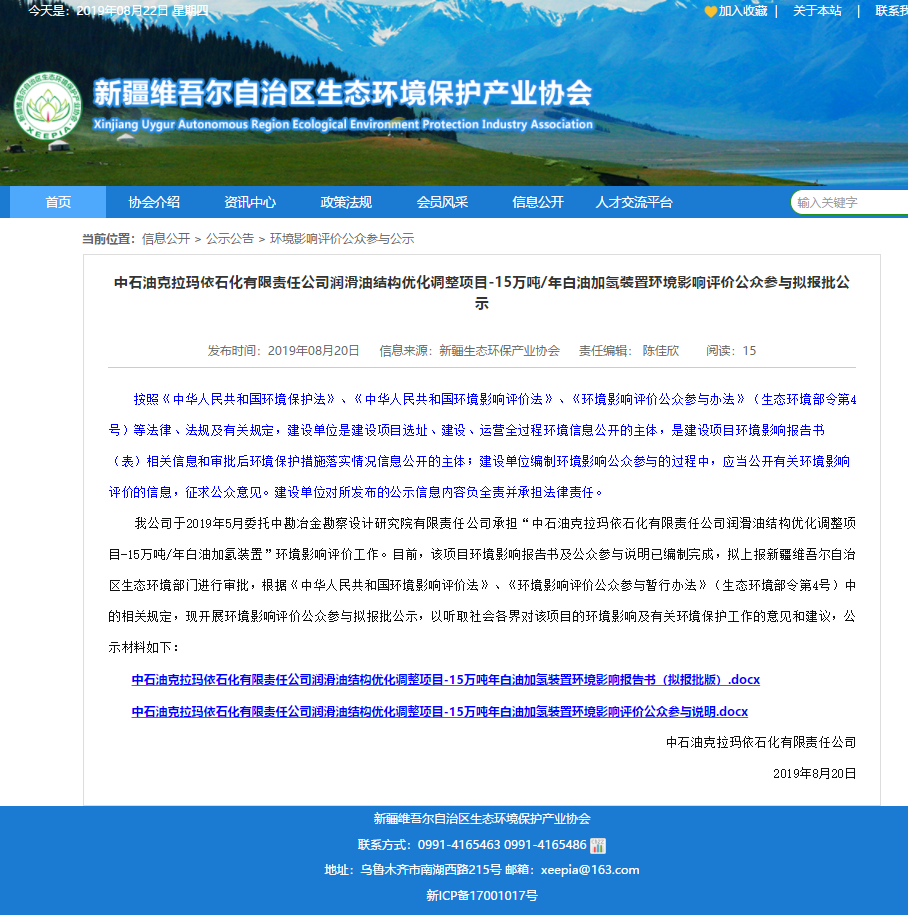 今天是：2019年08月22日 星期四
加入收藏 | 关于本站 | 联系我
新疆维吾尔自治区生态环境保护产业协会
Xinjiang Uygur Autonomous Region Ecological Environment Protection Industry Association
XEEPIA
首页 协会介绍 资讯中心 政策法规 会员风采 信息公开 人才交流平台 输入关键字
当前位置：信息公开 > 公示公告 > 环境影响评价公众参与公示
中石油克拉玛依石化有限责任公司润滑油结构优化调整项目-15万吨/年白油加氢装置环境影响评价公众参与拟报批公
示
发布时间：2019年08月20日 信息来源：新疆生态环保产业协会 责任编辑： 陈佳欣 阅读：15
按照《中华人民共和国环境保护法》、《中华人民共和国环境影响评价法》、《环境影响评价公众参与办法》（生态环境部令第4
号）等法律、法规及有关规定，建设单位是建设项目选址、建设、运营全过程环境信息公开的主体，是建设项目环境影响报告书
（表）相关信息和审批后环境保护措施落实情况信息公开的主体；建设单位编制环境影响公众参与的过程中，应当公开有关环境影响
评价的信息，征求公众意见。建设单位对所发布的公示信息内容负全责并承担法律责任。
我公司于2019年5月委托中勘冶金勘察设计研究院有限责任公司承担“中石油克拉玛依石化有限责任公司润滑油结构优化调整项
目-15万吨/年白油加氢装置”环境影响评价工作。目前，该项目环境影响报告书及公众参与说明已编制完成，拟上报新疆维吾尔自治
区生态环境部门进行审批，根据《中华人民共和国环境影响评价法》、《环境影响评价公众参与暂行办法》（生态环境部令第4号）中
的相关规定，现开展环境影响评价公众参与拟报批公示，以听取社会各界对该项目的环境影响及有关环境保护工作的意见和建议，公
示材料如下：
中石油克拉玛依石化有限责任公司润滑油结构优化调整项目-15万吨年白油加氢装置环境影响报告书（拟报批版）.docx
中石油克拉玛依石化有限责任公司润滑油结构优化调整项目-15万吨年白油加氢装置环境影响评价公众参与说明.docx
中石油克拉玛依石化有限责任公司
2019年8月20日
新疆维吾尔自治区生态环境保护产业协会
联系方式：0991-4165463 0991-4165486
地址：乌鲁木齐市南湖西路215号 邮箱：xeepia@163.com
新ICP备17001017号